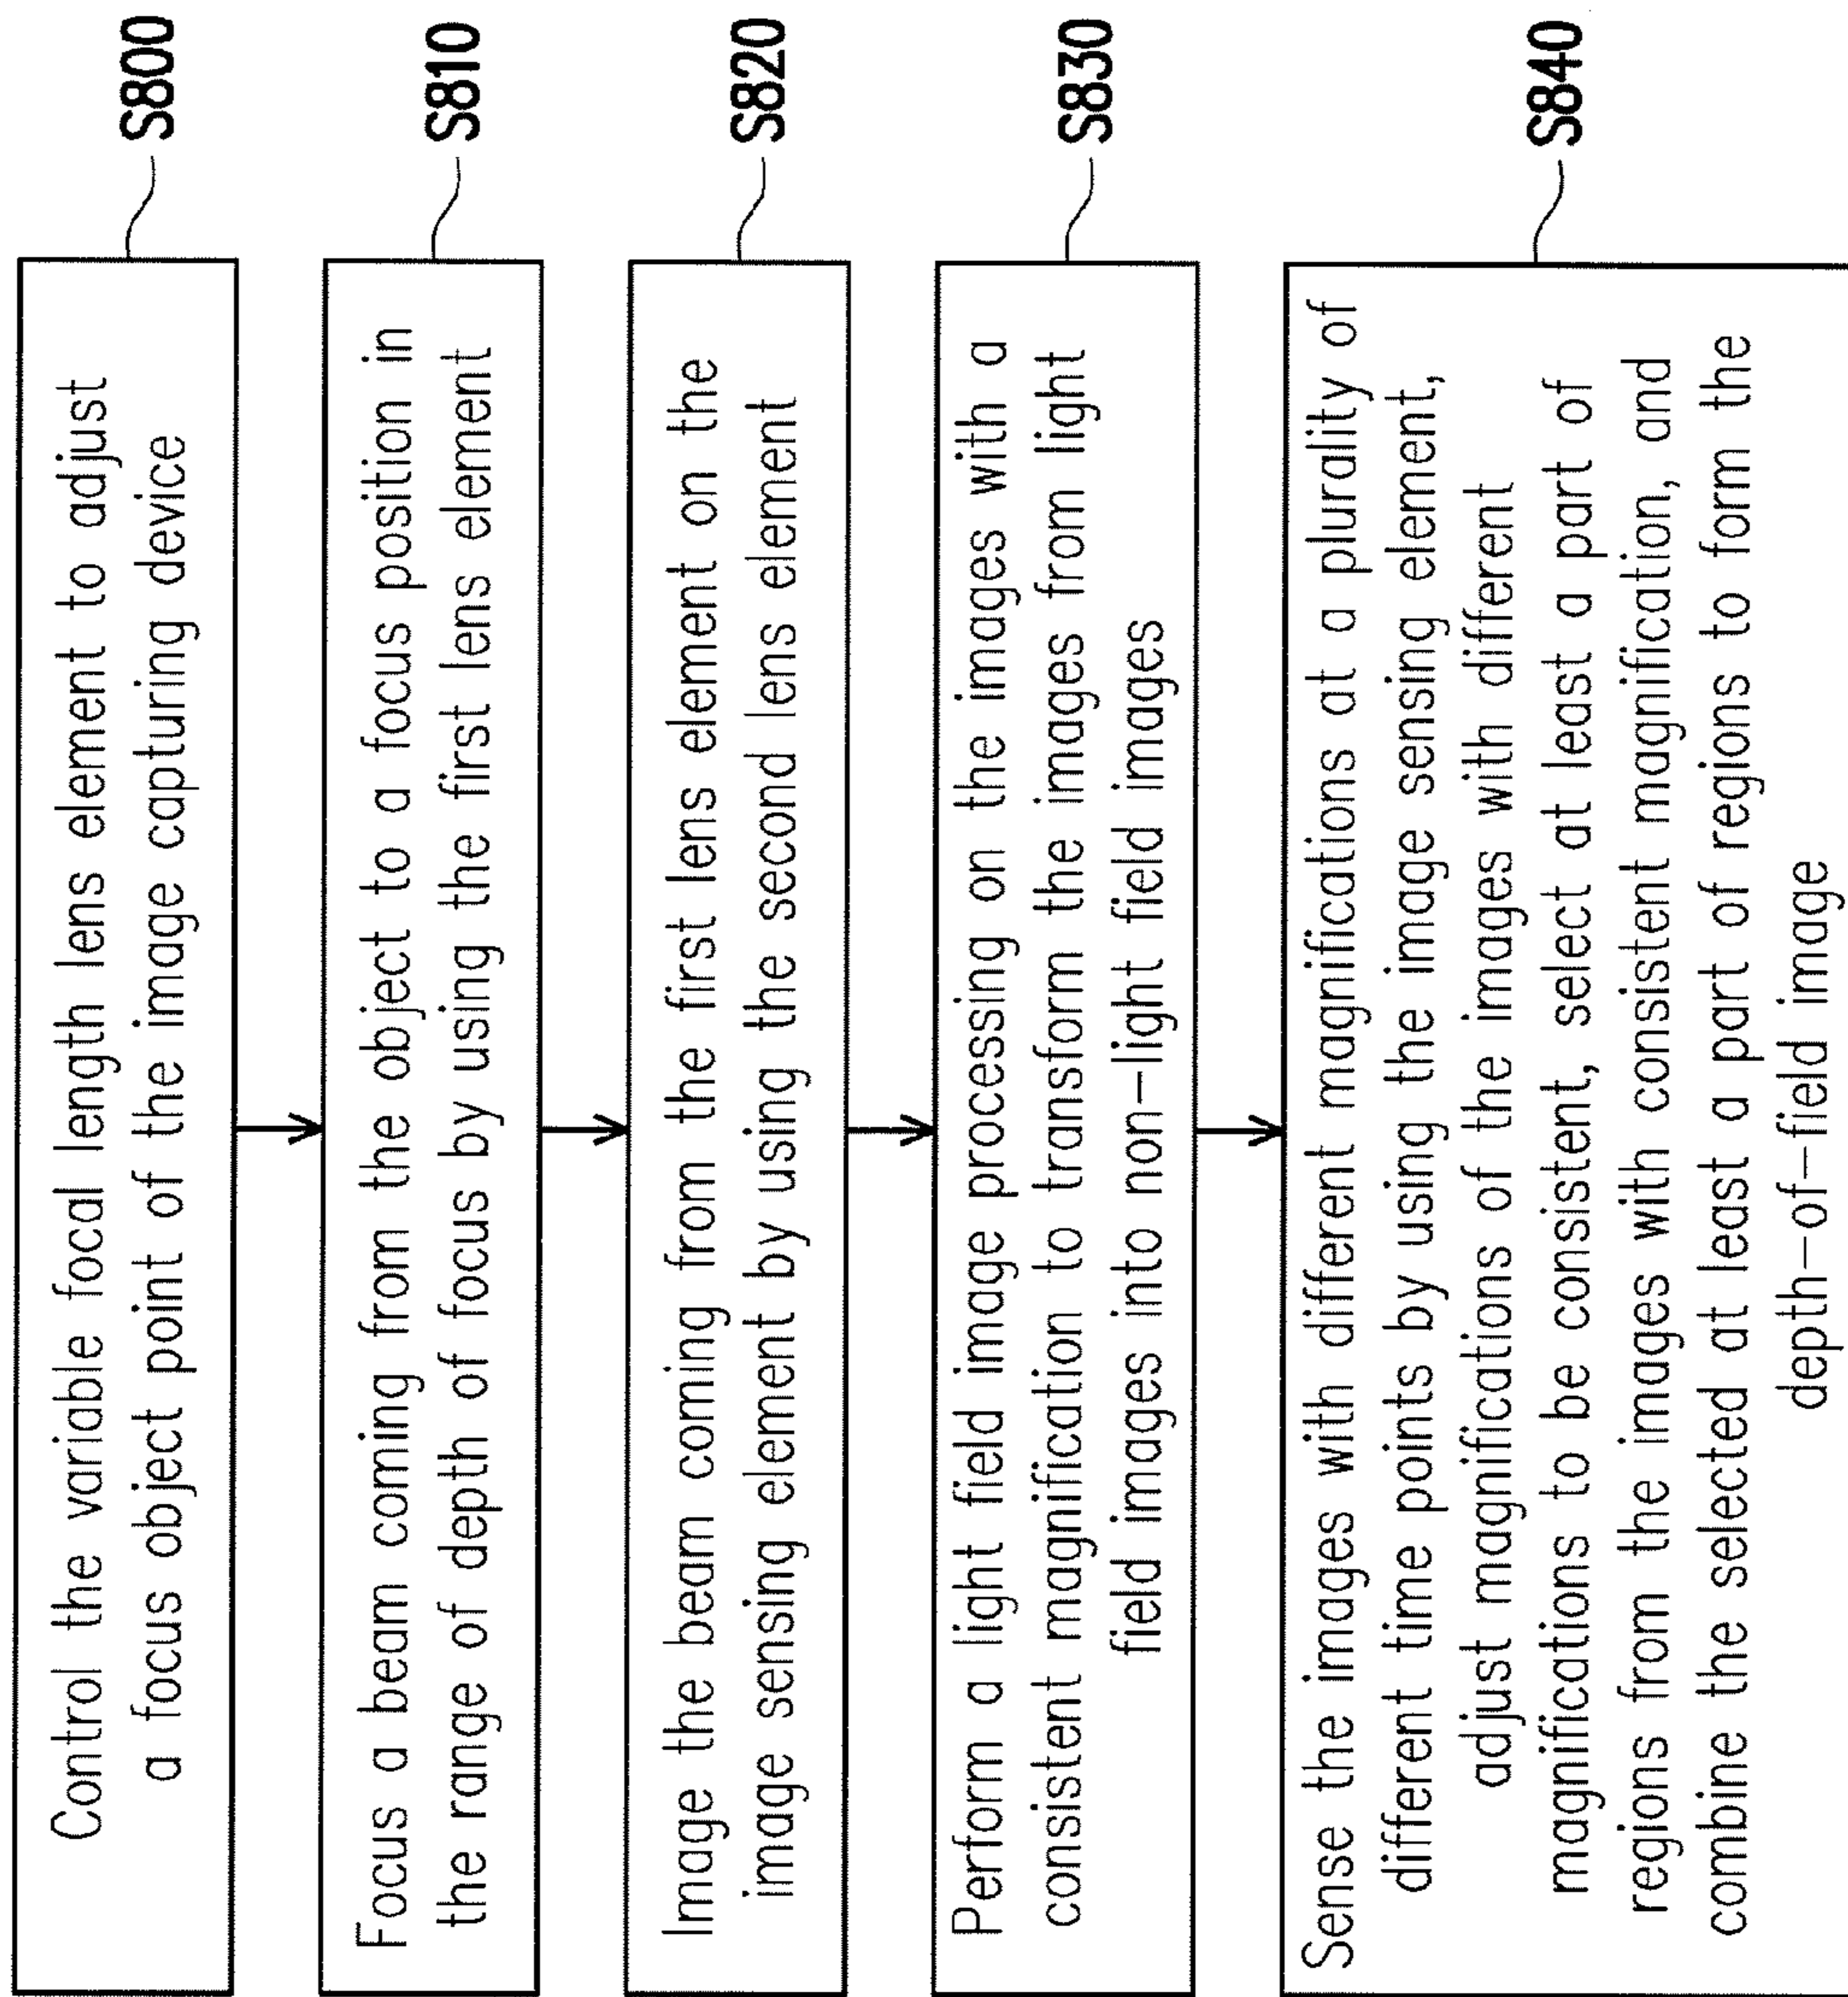 Control the variable focal length lens element to adjust
a focus object point of the image capturing device
S800
Focus a beam coming from the object to a focus position in
the range of depth of focus by using the first lens element
S810
Image the beam coming from the first lens element on the
image sensing element by using the second lens element
S820
Perform a light field image processing on the images with a
consistent magnification to transform the images from light
field images into non-light field images
S830
Sense the images with different magnifications at a plurality of
different time points by using the image sensing element,
adjust magnifications of the images with different
magnifications to be consistent, select at least a part of
regions from the images with consistent magnification, and
combine the selected at least a part of regions to form the
depth-of-field image
S840